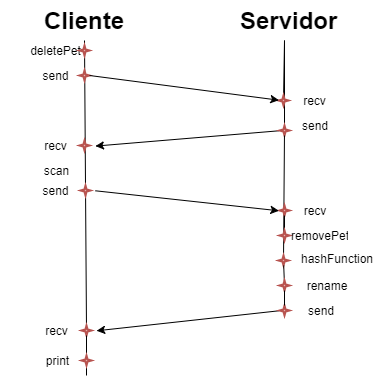 Cliente Servidor
deletePet
send
recv
send
recv
scan
send
recv
removePet
hashFunction
rename
send
recv
print